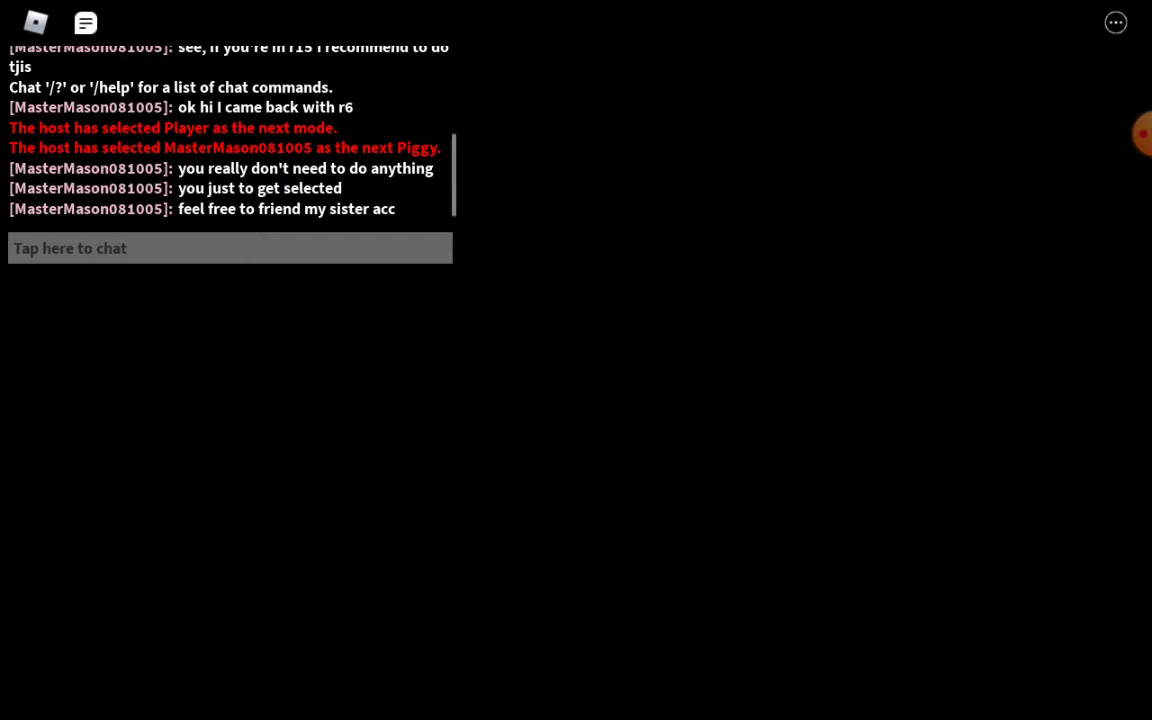 [MasterMason081005]: see, if you're in r15 I recommend to do
tjis
Chat '/?' or '/help' for a list of chat commands.
[MasterMason081005]: ok hi I came back with r6
The host has selected Player as the next mode.
The host has selected MasterMason081005 as the next Piggy.
[MasterMason081005]: you really don't need to do anything
[MasterMason081005]: you just to get selected
[MasterMason081005]: feel free to friend my sister acc
Tap here to chat